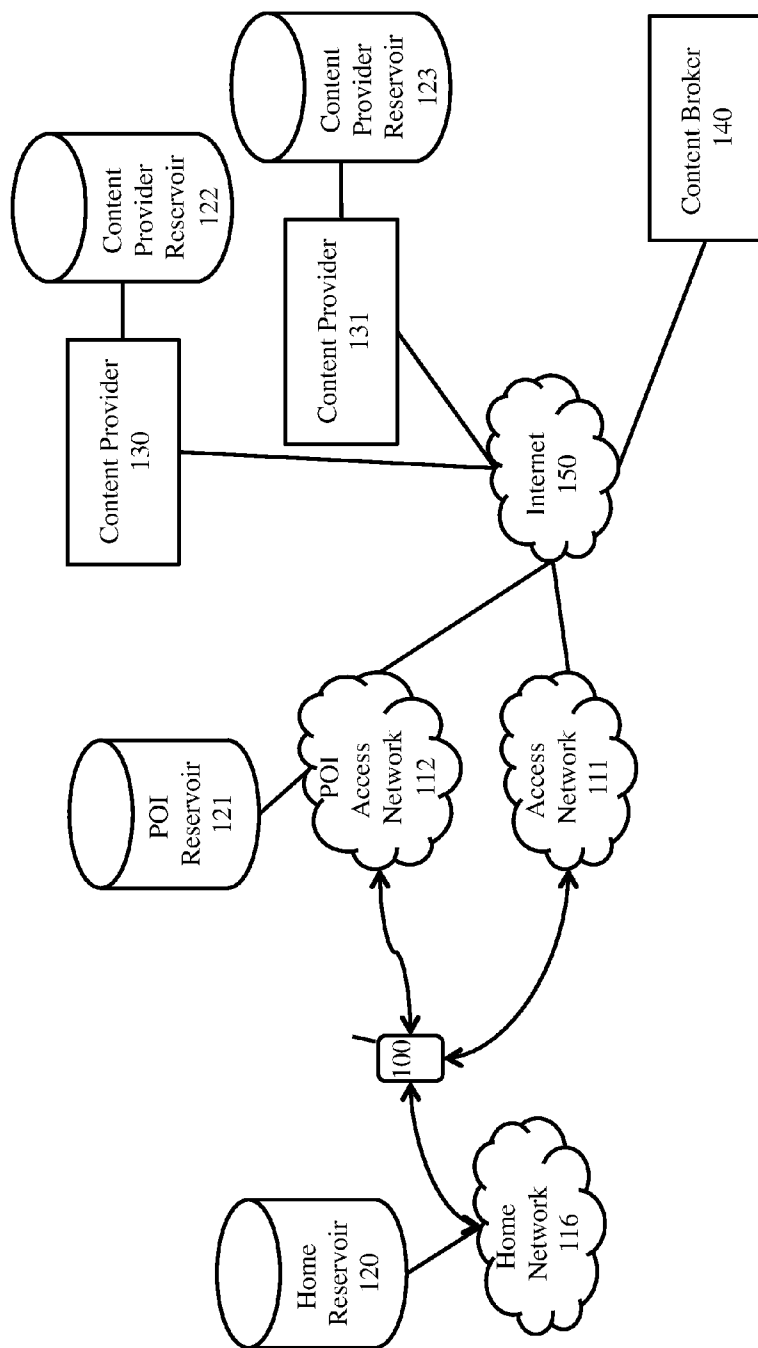 Content
Provider
Reservoir
122
Content
Provider
Reservoir
123
Content Provider
130
Content Provider
131
Content Broker
140
Internet
150
POI
Reservoir
121
POI
Access
Network
112
Access
Network
111
100
Home
Reservoir
120
Home
Network
116